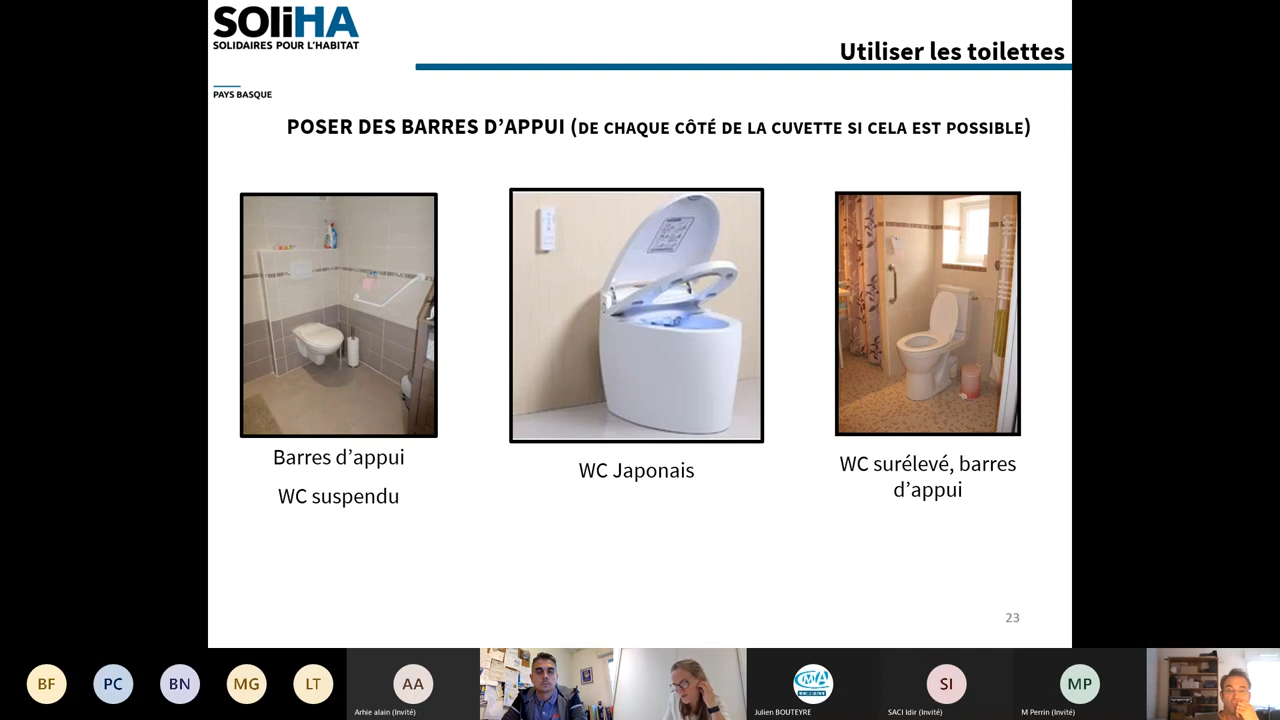 SOliHA
SOLIDAIRES POUR L'HABITAT
PAYS BASQUE
Utiliser les toilettes
POSER DES BARRES D’APPUI (DE CHAQUE CÔTÉ DE LA CUVETTE SI CELA EST POSSIBLE)
Barres d’appui
WC suspendu
WC Japonais
WC surélevé, barres
d’appui
23
BF
PC
BN
MG
LT
AA
Arhie alain (Invité)
CMA
Julien BOUTEYRE
SI
SACI Idir (Invité)
MP
M Perrin (Invité)